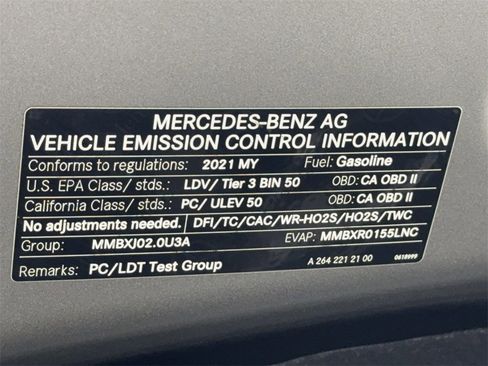 MERCEDES-BENZ AG
VEHICLE EMISSION CONTROL INFORMATION
Conforms to regulations: 2021 MY Fuel: Gasoline
U.S. EPA Class/ stds.: LDV/ Tier 3 BIN 50 OBD: CA OBD II
California Class/ stds.: PC/ ULEV 50 OBD: CA OBD II
No adjustments needed. DFI/TC/CAC/WR-HO2S/HO2S/TWC
Group: MMBXJ02.0U3A EVAP: MMBXR0155LNC
Remarks: PC/LDT Test Group A 264 221 21 00 0618999